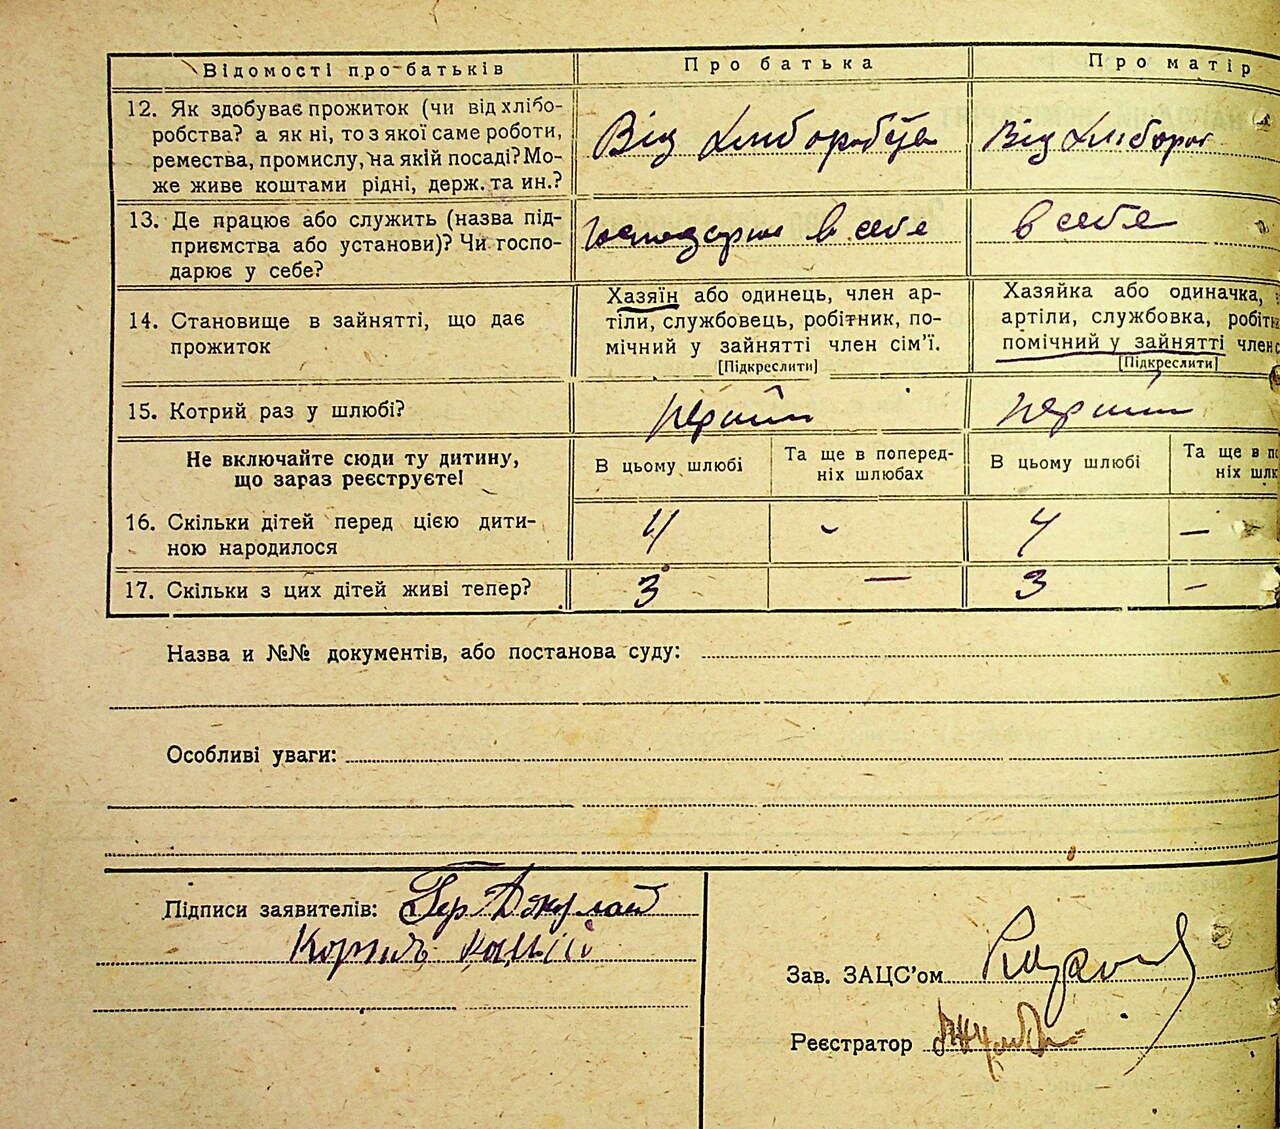 Відомості про батьків
Про батька
Про матір
12. Як здобуває прожиток (чи від хлібо-
робства? а як ні, то з якої саме роботи,
ремества, промислу, на якій посаді? Мо-
же живе коштами рідні, держ. та ин.?
Від хліборобства
Від хлібороб
13. Де працює або служить (назва під-
приємства або установи)? Чи госпо-
дарює у себе?
в себе
в себе
14. Становище в зайнятті, що дає
прожиток
Хазяїн або одинець, член ар-
тіли, службовець, робітник, по-
мічний у зайнятті член сім'ї.
[Підкреслити]
Хазяйка або одиначка,
артіли, службовка, робітн
помічний у зайнятті член
[Підкреслити]
15. Котрий раз у шлюбі?
перший
перший
Не включайте сюди ту дитину,
що зараз реєструєте!
В цьому шлюбі
Та ще в поперед-
ніх шлюбах
В цьому шлюбі
Та ще в по
ніх шлю
16. Скільки дітей перед цією дити-
ною народилося
4
-
4
—
17. Скільки з цих дітей живі тепер?
3
—
3
-
Назва и №№ документів, або постанова суду:
Особливі уваги:
Підписи заявителів:
Зав. ЗАЦС'ом
Реєстратор